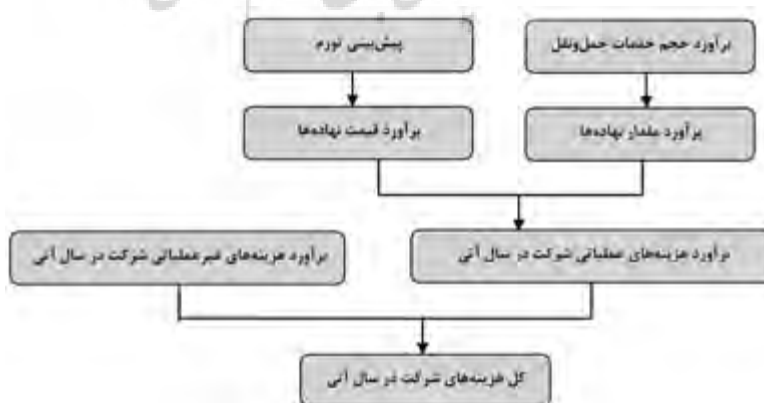 برآورد حجم خدمات حمل‌ونقل
پیش‌بینی تورم
برآورد مقدار نهاده‌ها
برآورد قیمت نهاده‌ها
برآورد هزینه‌های عملیاتی شرکت در سال آتی
برآورد هزینه‌های غیرعملیاتی شرکت در سال آتی
کل هزینه‌های شرکت در سال آتی